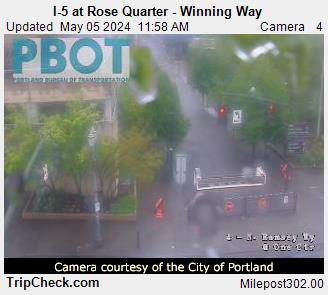 I-5 at Rose Quarter - Winning Way
Updated May 05 2024 11:58 AM Camera 4
PBOT
PORTLAND BUREAU OF TRANSPORTATION
Camera courtesy of the City of Portland
TripCheck.com Milepost302.00